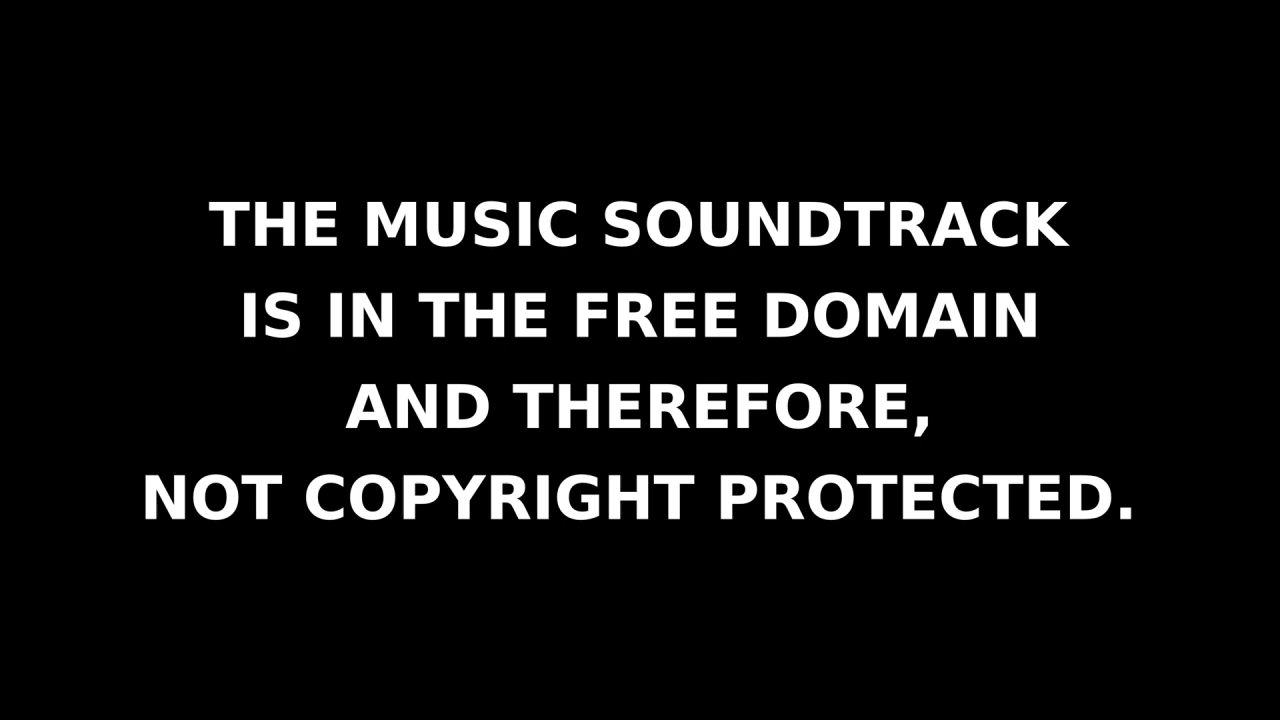 THE MUSIC SOUNDTRACK
IS IN THE FREE DOMAIN
AND THEREFORE,
NOT COPYRIGHT PROTECTED.